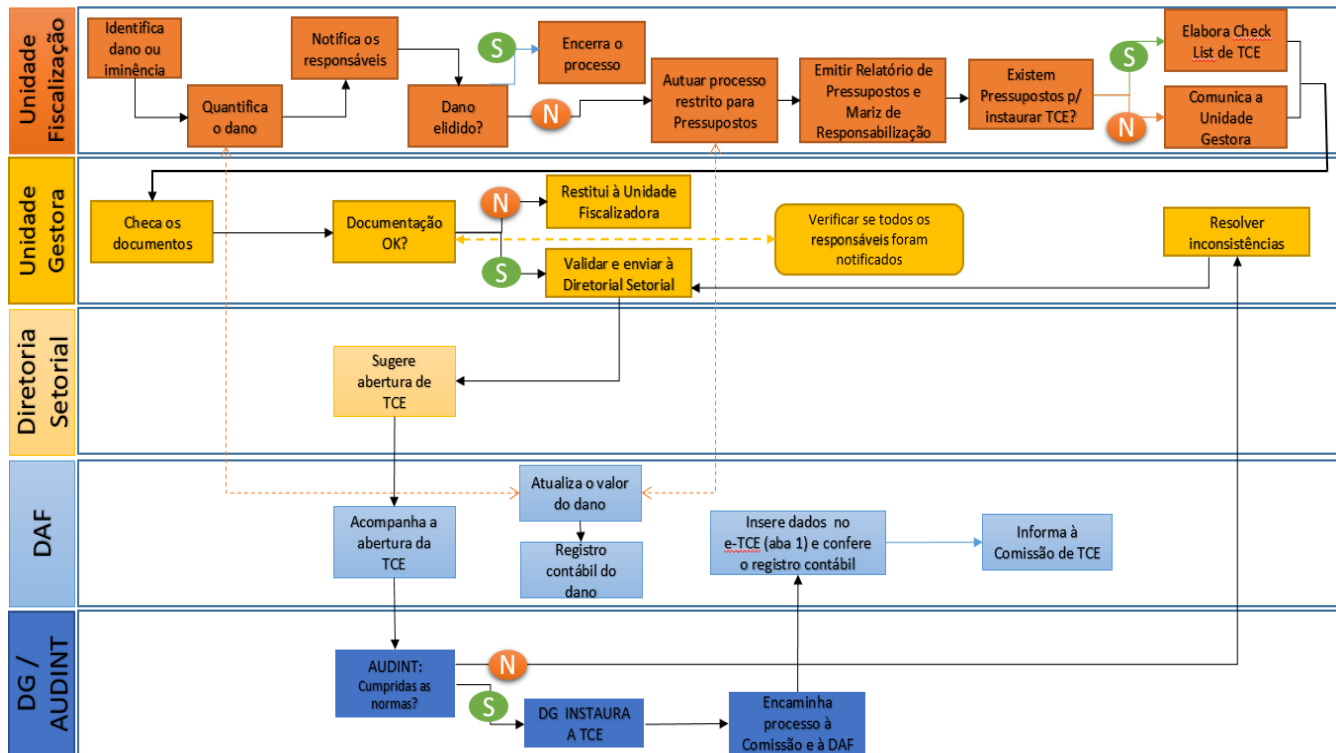 Unidade
Fiscalização
Identifica
dano ou
iminência
Quantifica
o dano
Notifica os
responsáveis
Dano
elidido?
S
Encerra o
processo
N
Autuar processo
restrito para
Pressupostos
Emitir Relatório de
Pressupostos e
Mariz de
Responsabilização
Existem
Pressupostos p/
instaurar TCE?
S
Elabora Check
List de TCE
N
Comunica a
Unidade
Gestora
Unidade
Gestora
Checa os
documentos
Documentação
OK?
N
Restitui à Unidade
Fiscalizadora
S
Validar e enviar à
Diretorial Setorial
Verificar se todos os
responsáveis foram
notificados
Resolver
inconsistências
Diretoria
Setorial
Sugere
abertura de
TCE
DAF
Acompanha a
abertura da
TCE
Atualiza o valor
do dano
Registro
contábil do
dano
Insere dados no
e-TCE (aba 1) e confere
o registro contábil
Informa à
Comissão de TCE
DG /
AUDINT
AUDINT:
Cumpridas as
normas?
N
S
DG INSTAURA
A TCE
Encaminha
processo à
Comissão e à DAF